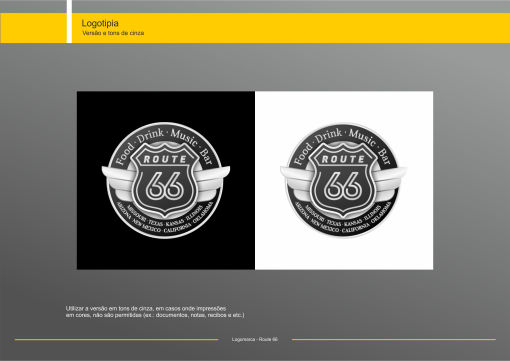 Logotipia
Versão e tons de cinza
Food · Drink · Music · Bar
ROUTE
66
MISSOURI · TEXAS · KANSAS · ILLINOIS
ARIZONA · NEW MEXICO · CALIFORNIA · OKLAHOMA
Food · Drink · Music · Bar
ROUTE
66
MISSOURI · TEXAS · KANSAS · ILLINOIS
ARIZONA · NEW MEXICO · CALIFORNIA · OKLAHOMA
Utilizar a versão em tons de cinza, em casos onde impressões
em cores, não são permitidas (ex.: documentos, notas, recibos e etc.)
Logomarca - Route 66